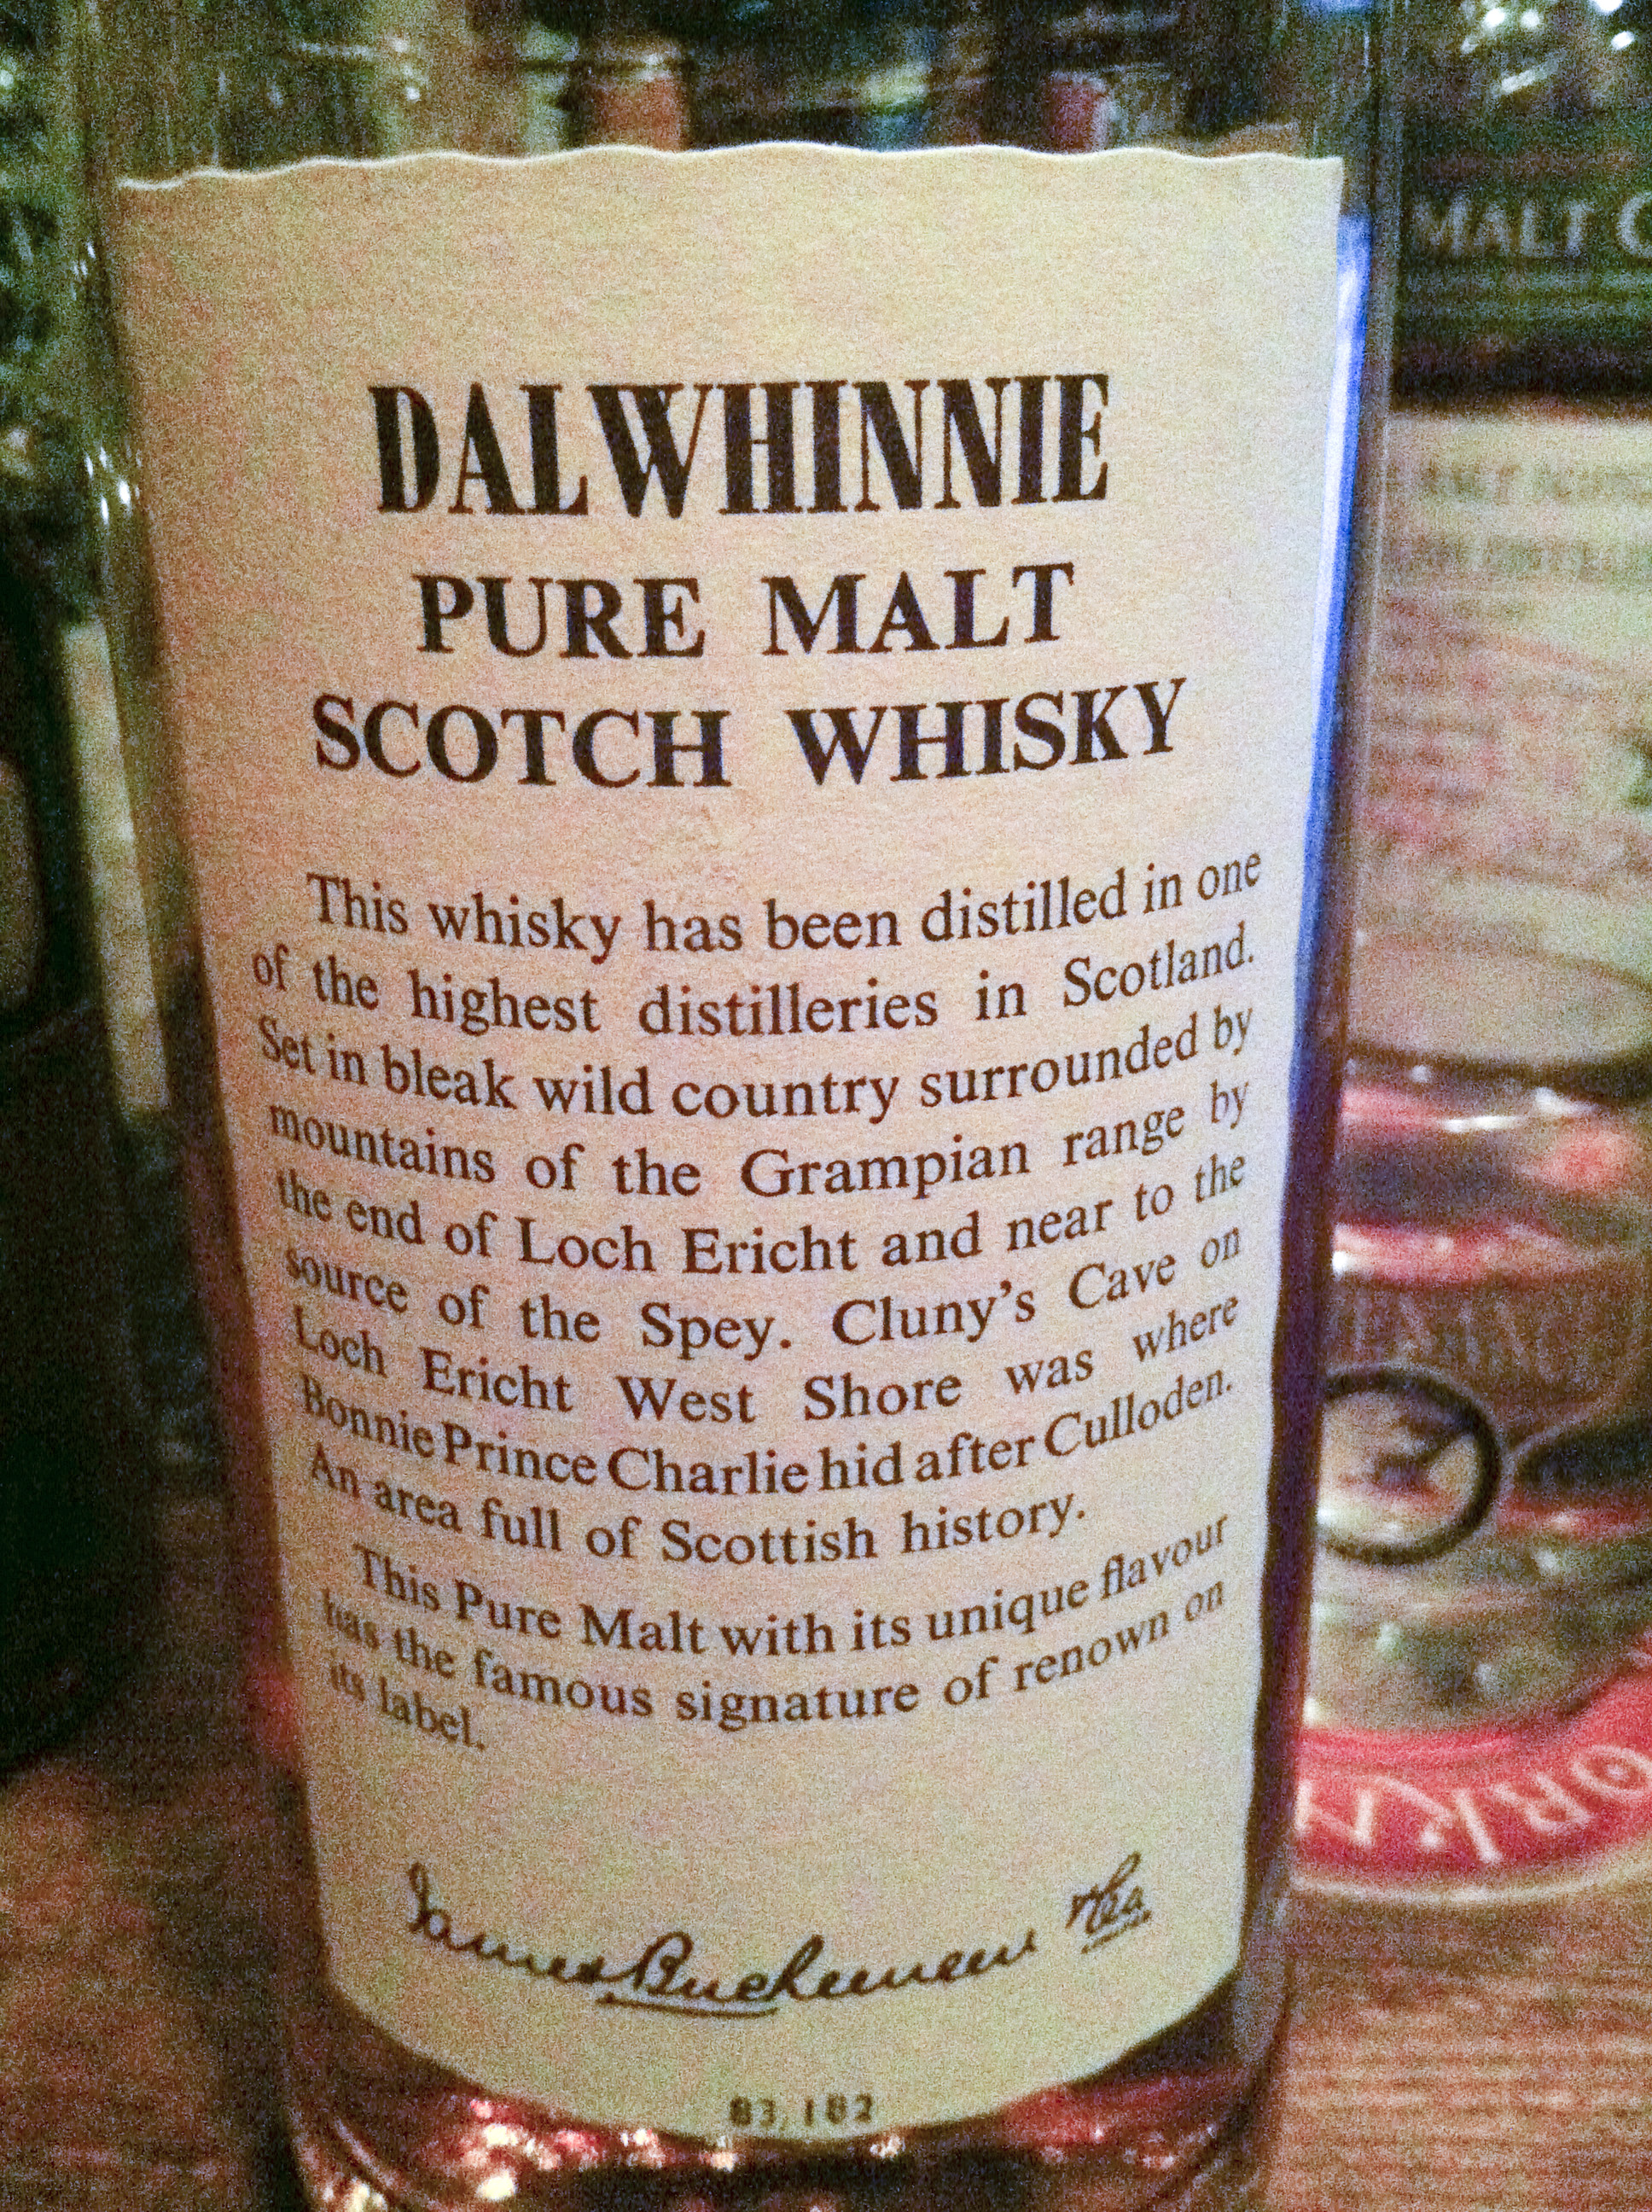 DALWHINNIE
PURE MALT
SCOTCH WHISKY
This whisky has been distilled in one
of the highest distilleries in Scotland.
Set in bleak wild country surrounded by
mountains of the Grampian range by
the end of Loch Ericht and near to the
source of the Spey. Cluny's Cave on
Loch Ericht West Shore was where
Bonnie Prince Charlie hid after Culloden.
An area full of Scottish history.
This Pure Malt with its unique flavour
has the famous signature of renown on
its label.
James Buchanan
MALT